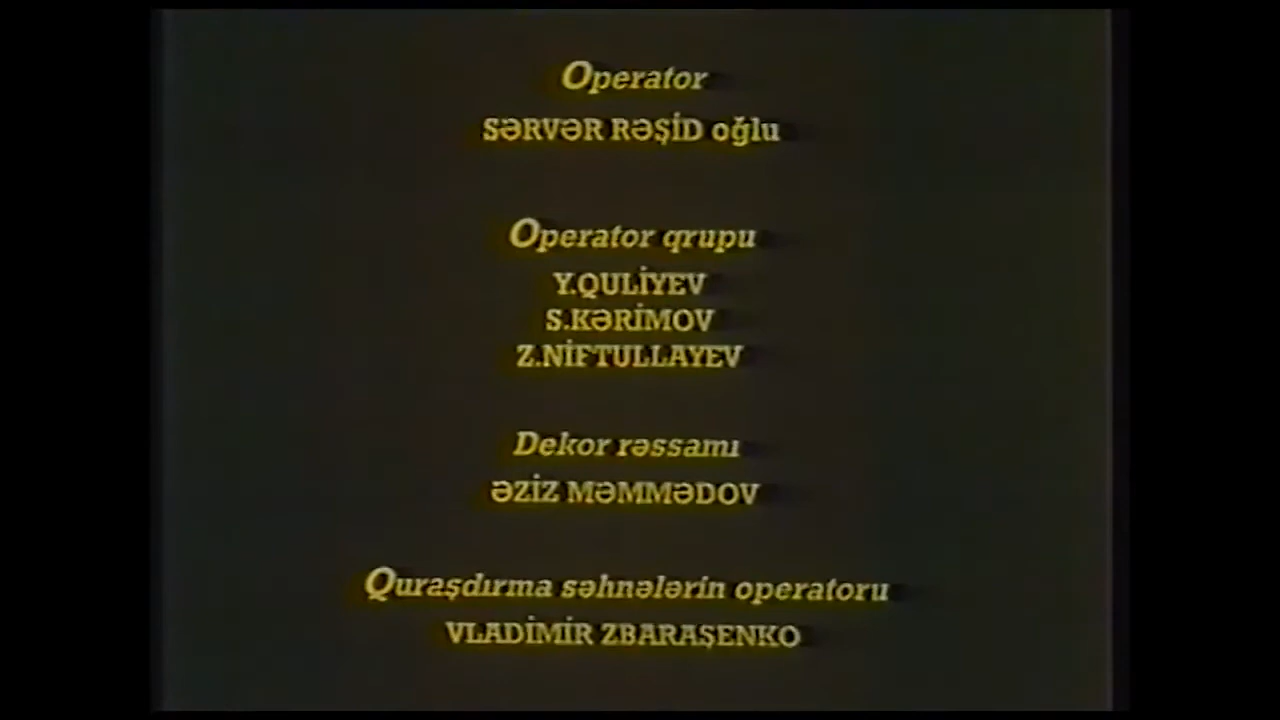 Operator
SƏRVƏR RƏŞİD oğlu
Operator qrupu
Y.QULİYEV
S.KƏRİMOV
Z.NİFTULLAYEV
Dekor rəssamı
ƏZİZ MƏMMƏDOV
Quraşdırma səhnələrin operatoru
VLADİMİR ZBARAŞENKO